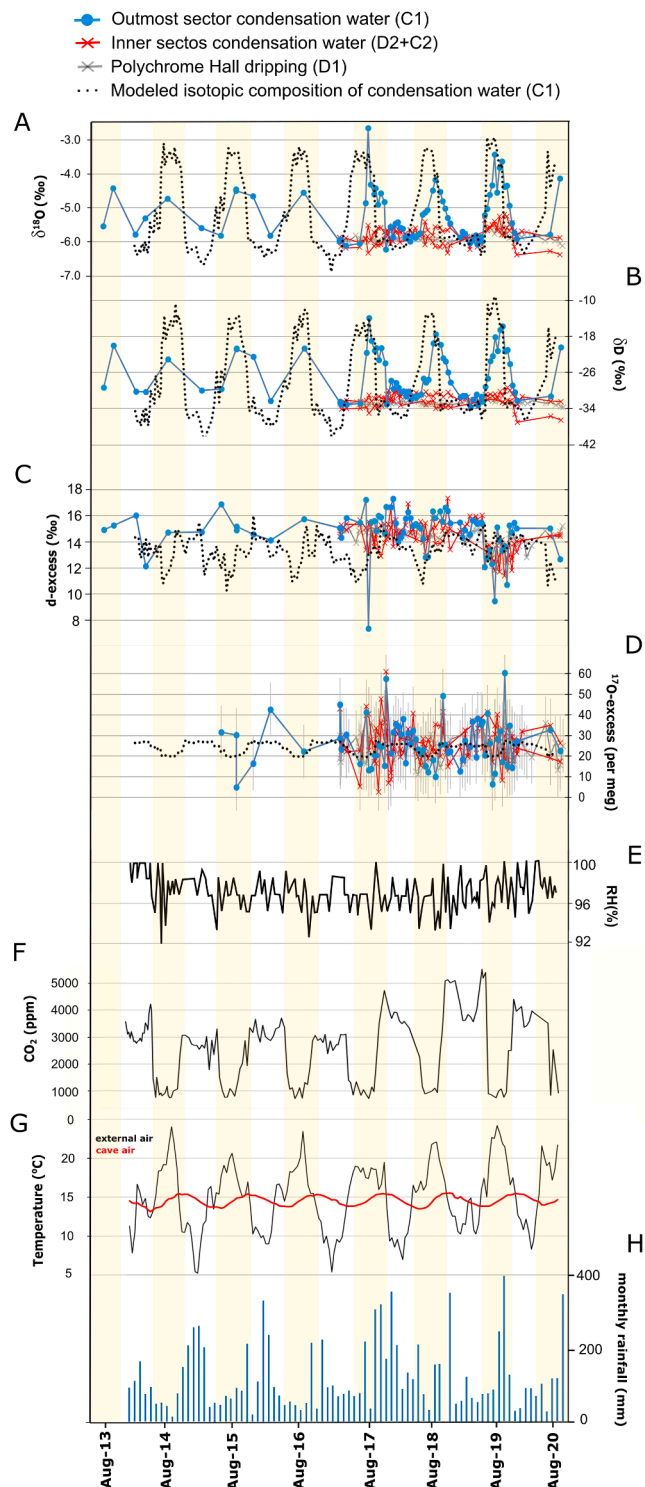 Outmost sector condensation water (C1)
Inner sectos condensation water (D2+C2)
Polychrome Hall dripping (D1)
Modeled isotopic composition of condensation water (C1)
A
-3.0
-4.0
-5.0
-6.0
-7.0
δ¹⁸O (‰)
B
-10
-18
-26
-34
-42
δD (‰)
C
18
16
14
12
10
8
d-excess (‰)
D
60
50
40
30
20
10
0
¹⁷O-excess (per meg)
E
100
96
92
RH(%)
F
5000
4000
3000
2000
1000
0
CO₂ (ppm)
G
external air
cave air
20
15
10
5
Temperature (°C)
H
400
200
0
monthly rainfall (mm)
Aug-13
Aug-14
Aug-15
Aug-16
Aug-17
Aug-18
Aug-19
Aug-20